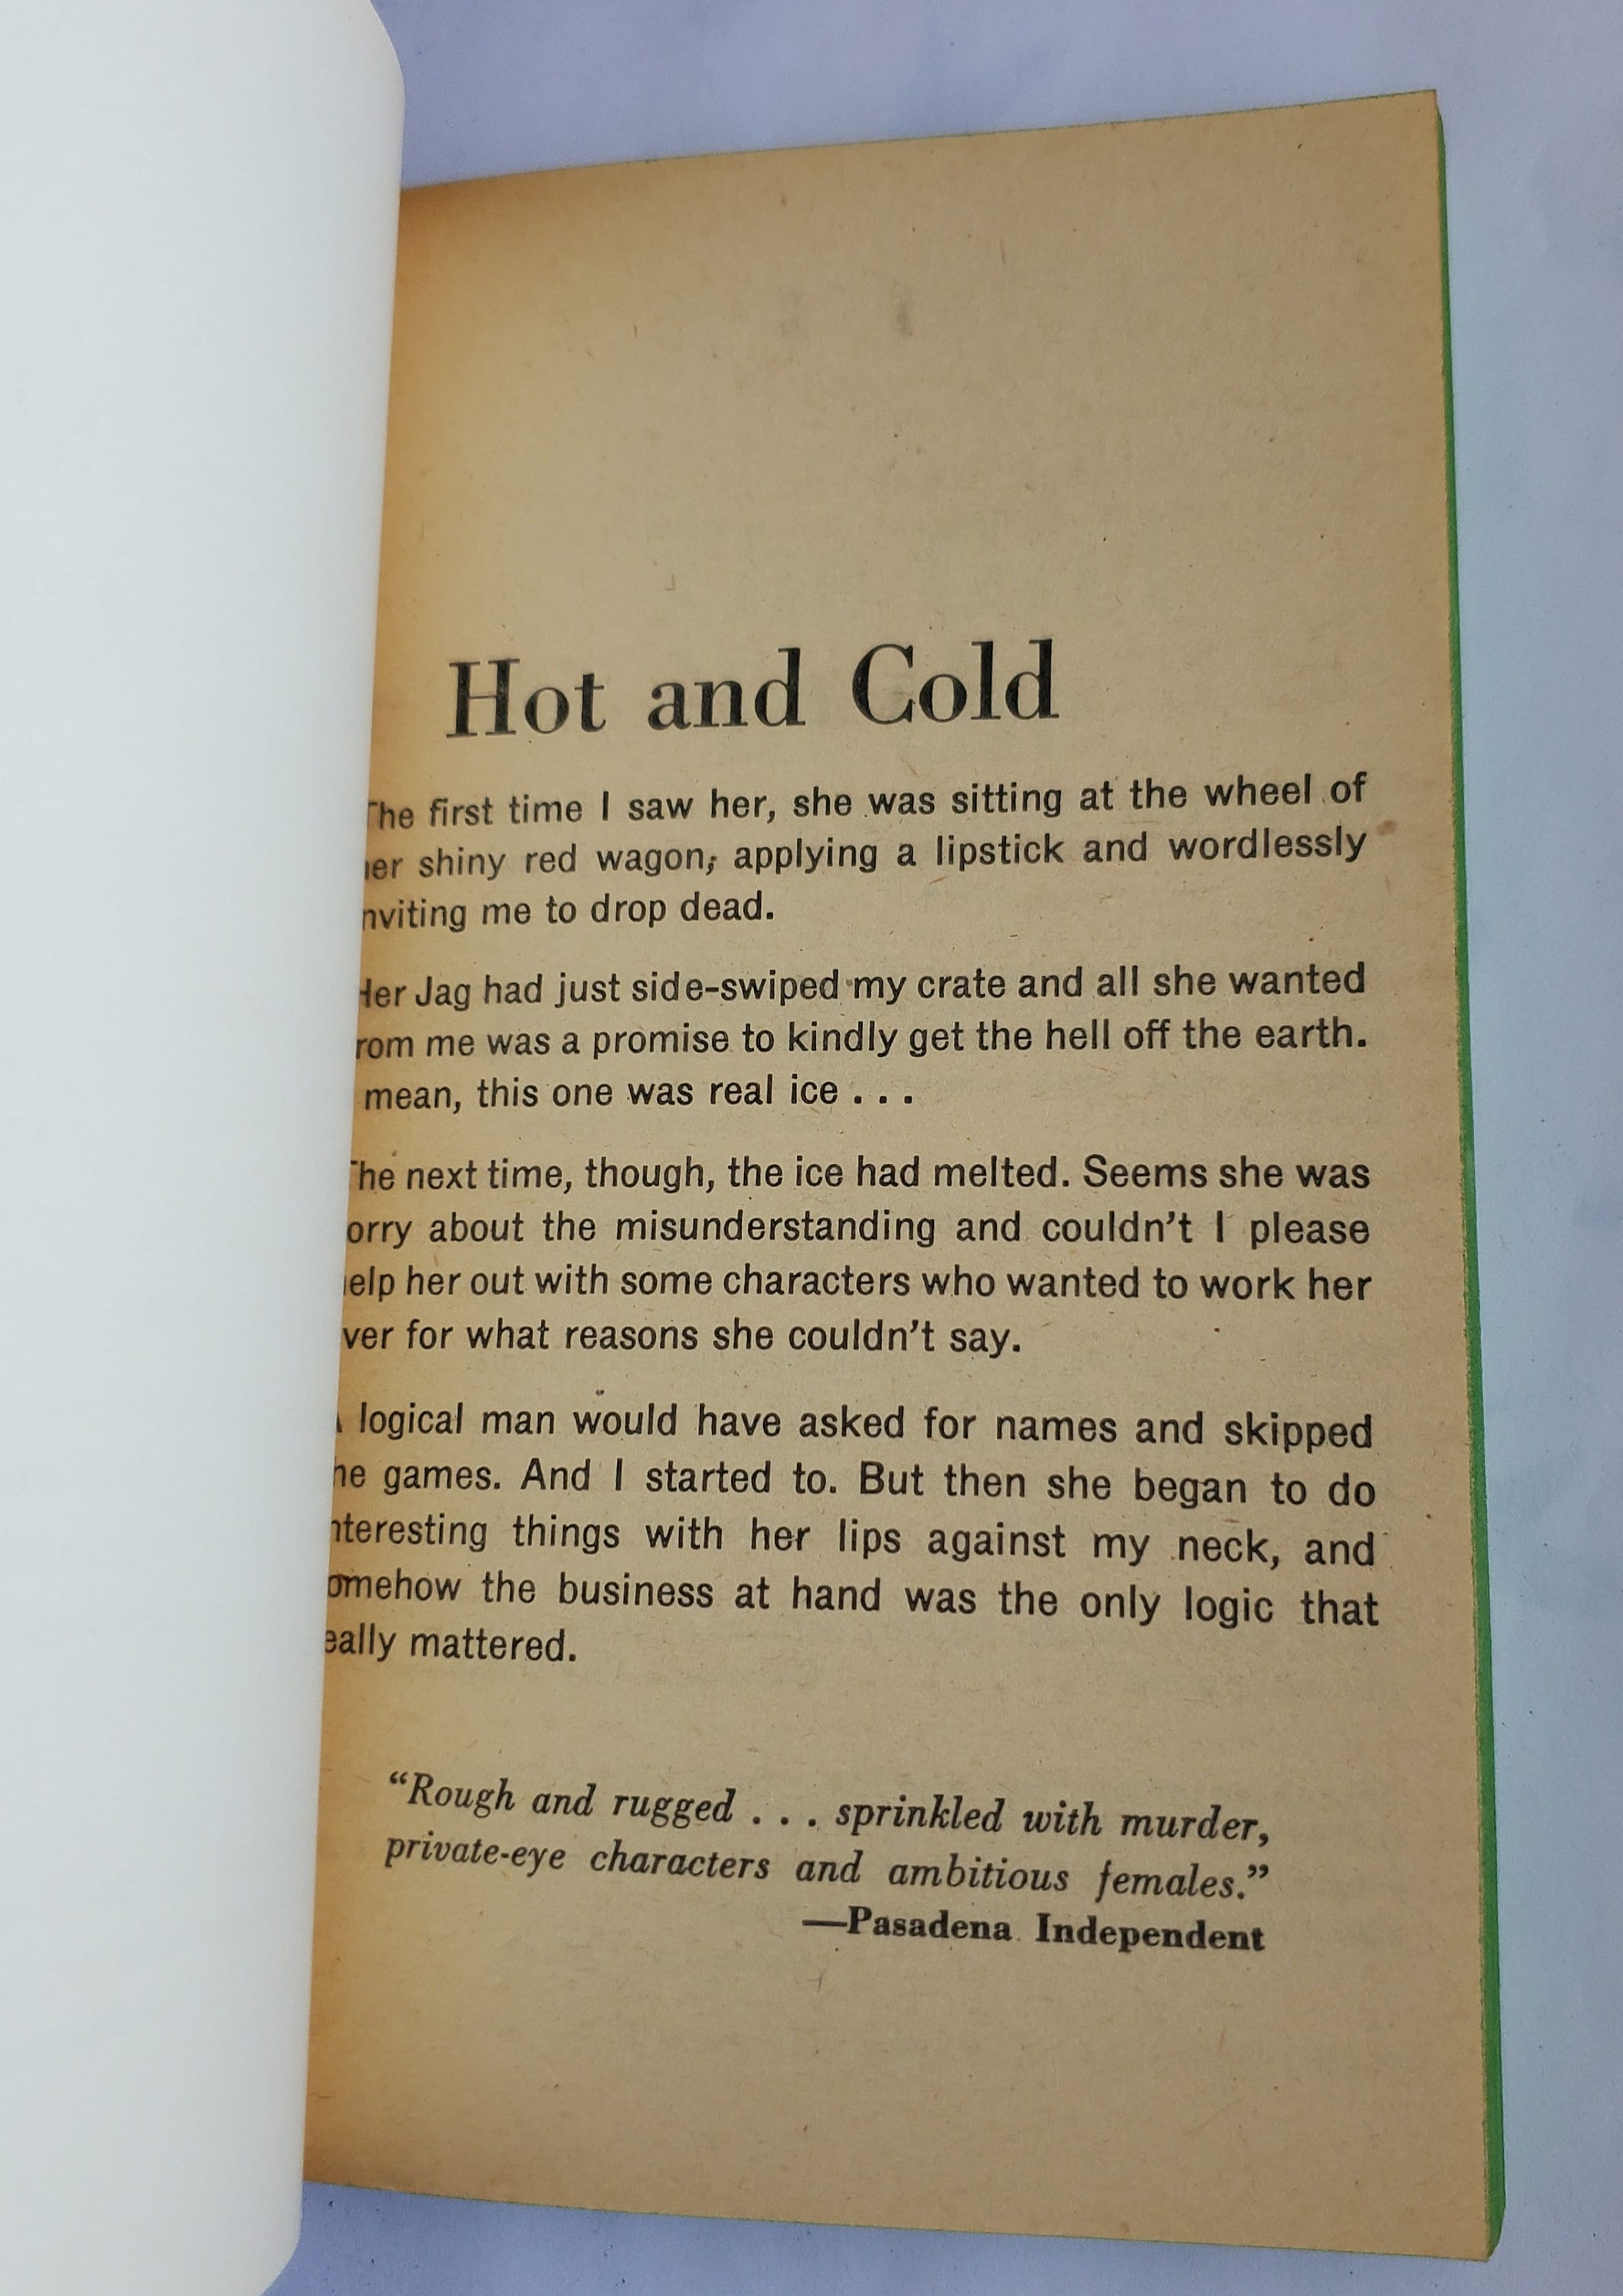 Hot and Cold
The first time I saw her, she was sitting at the wheel of
her shiny red wagon, applying a lipstick and wordlessly
inviting me to drop dead.
Her Jag had just side-swiped my crate and all she wanted
from me was a promise to kindly get the hell off the earth.
mean, this one was real ice . . .
The next time, though, the ice had melted. Seems she was
sorry about the misunderstanding and couldn't I please
help her out with some characters who wanted to work her
over for what reasons she couldn't say.
A logical man would have asked for names and skipped
the games. And I started to. But then she began to do
interesting things with her lips against my neck, and
somehow the business at hand was the only logic that
really mattered.
“Rough and rugged . . . sprinkled with murder,
private-eye characters and ambitious females.”
—Pasadena Independent